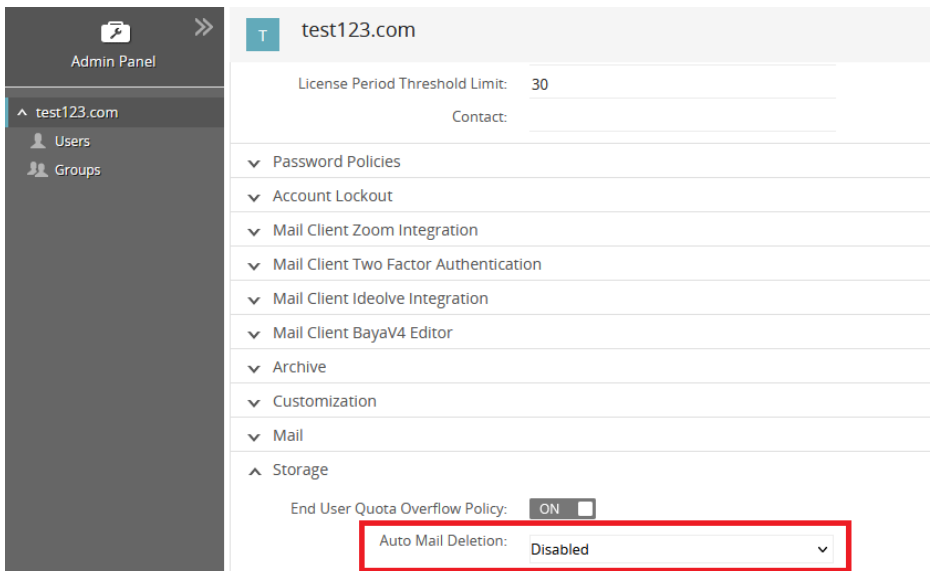 Admin Panel
test123.com
Users
Groups
T
test123.com
License Period Threshold Limit: 30
Contact:
Password Policies
Account Lockout
Mail Client Zoom Integration
Mail Client Two Factor Authentication
Mail Client Ideolve Integration
Mail Client BayaV4 Editor
Archive
Customization
Mail
Storage
End User Quota Overflow Policy: ON
Auto Mail Deletion: Disabled